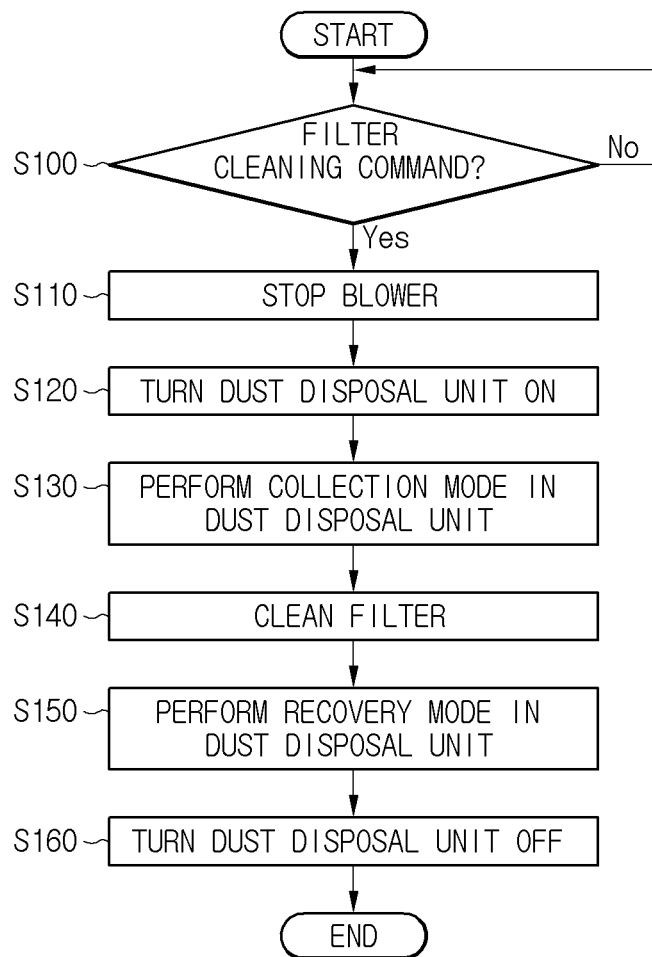 START
FILTER
CLEANING COMMAND?
S100
No
Yes
S110
STOP BLOWER
S120
TURN DUST DISPOSAL UNIT ON
S130
PERFORM COLLECTION MODE IN
DUST DISPOSAL UNIT
S140
CLEAN FILTER
S150
PERFORM RECOVERY MODE IN
DUST DISPOSAL UNIT
S160
TURN DUST DISPOSAL UNIT OFF
END